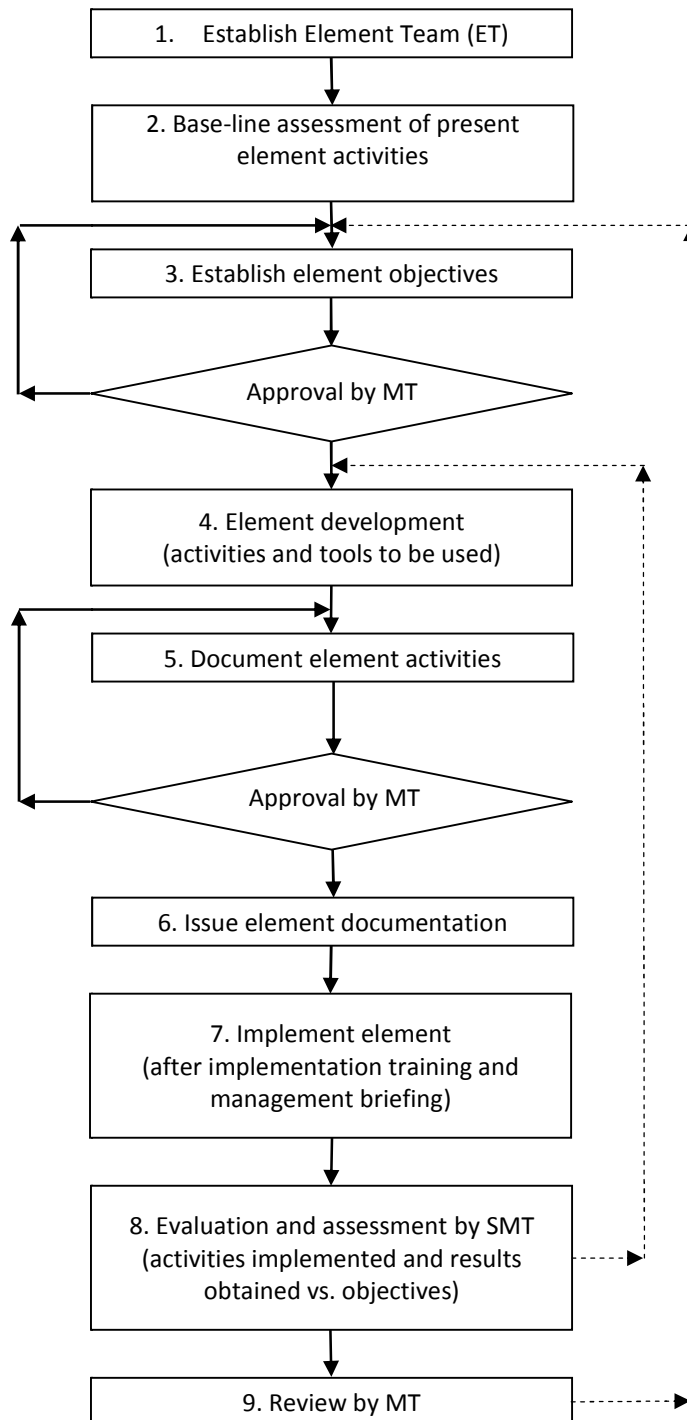 1. Establish Element Team (ET)
2. Base-line assessment of present
element activities
3. Establish element objectives
Approval by MT
4. Element development
(activities and tools to be used)
5. Document element activities
Approval by MT
6. Issue element documentation
7. Implement element
(after implementation training and
management briefing)
8. Evaluation and assessment by SMT
(activities implemented and results
obtained vs. objectives)
9. Review by MT